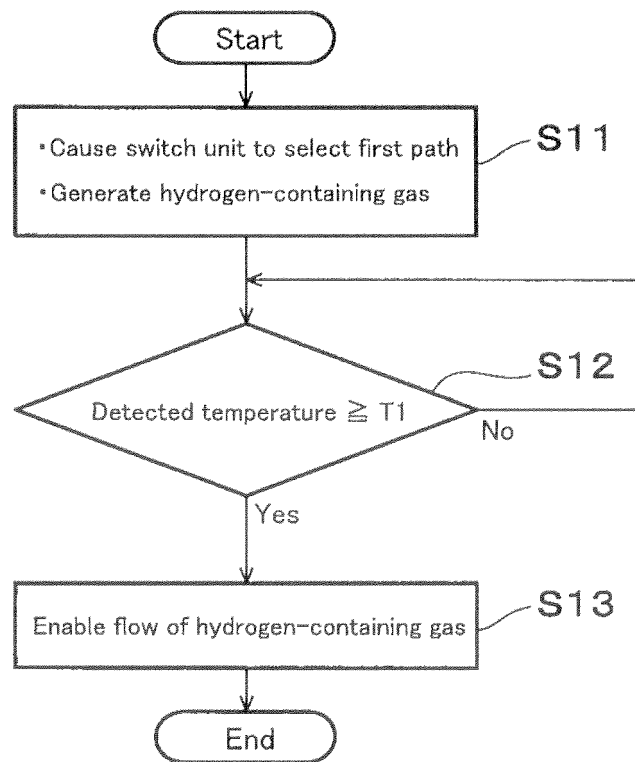 Start
・Cause switch unit to select first path
・Generate hydrogen-containing gas
S11
Detected temperature ≧ T1
S12
No
Yes
Enable flow of hydrogen-containing gas
S13
End